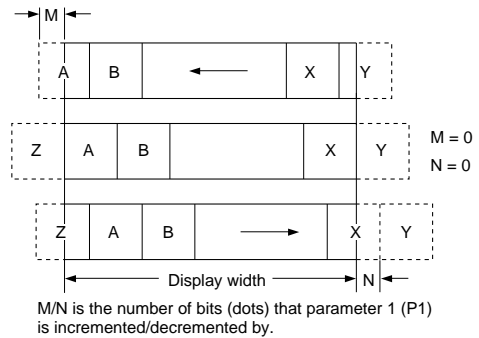 M
A B X Y
Z A B X Y M = 0
N = 0
Z A B X Y
Display width N
M/N is the number of bits (dots) that parameter 1 (P1)
is incremented/decremented by.